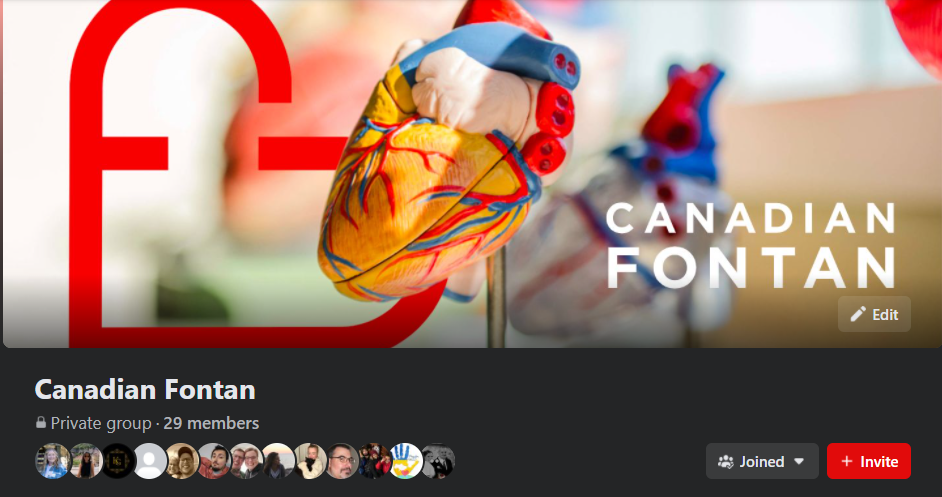 CANADIAN
FONTAN
Edit
Canadian Fontan
Private group · 29 members
Joined
+ Invite